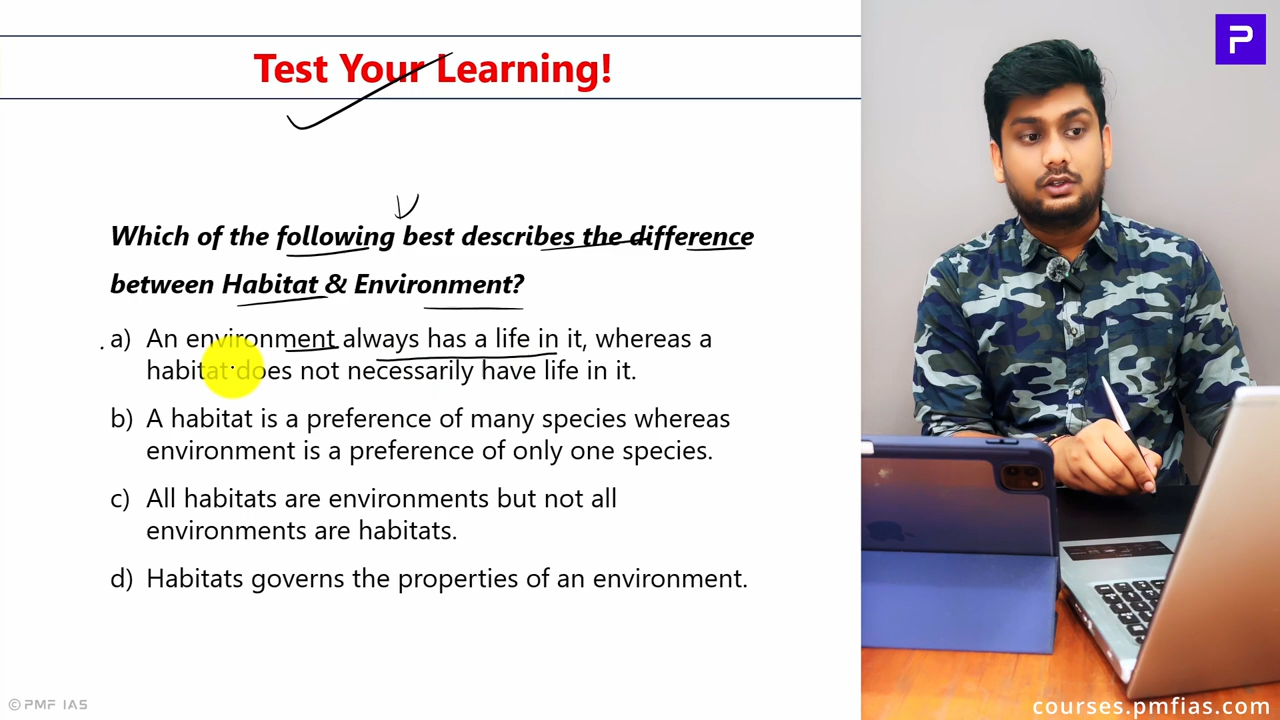 P
Test Your Learning!
Which of the following best describes the difference
between Habitat & Environment?
a) An environment always has a life in it, whereas a
habitat does not necessarily have life in it.
b) A habitat is a preference of many species whereas
environment is a preference of only one species.
c) All habitats are environments but not all
environments are habitats.
d) Habitats governs the properties of an environment.
© PMF IAS
courses.pmfias.com